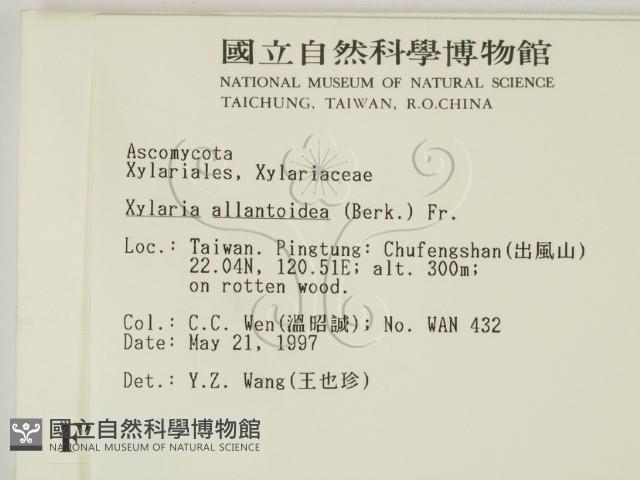 國立自然科學博物館
NATIONAL MUSEUM OF NATURAL SCIENCE
TAICHUNG, TAIWAN, R.O.CHINA
Ascomycota
Xylariales, Xylariaceae
Xylaria allantoidea (Berk.) Fr.
Loc.: Taiwan. Pingtung: Chufengshan(出風山)
22.04N, 120.51E; alt. 300m;
on rotten wood.
Col.: C.C. Wen(溫昭誠); No. WAN 432
Date: May 21, 1997
Det.: Y.Z. Wang(王也珍)
F
國立自然科學博物館
NATIONAL MUSEUM OF NATURAL SCIENCE